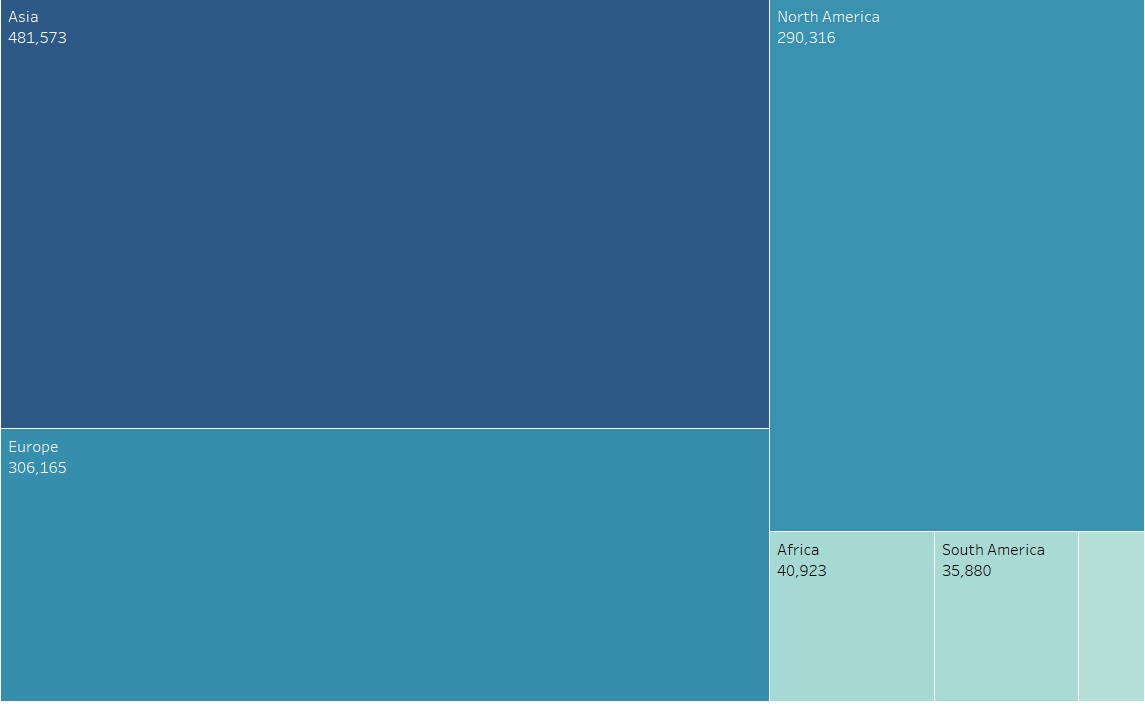 Asia
481,573
North America
290,316
Europe
306,165
Africa
40,923
South America
35,880